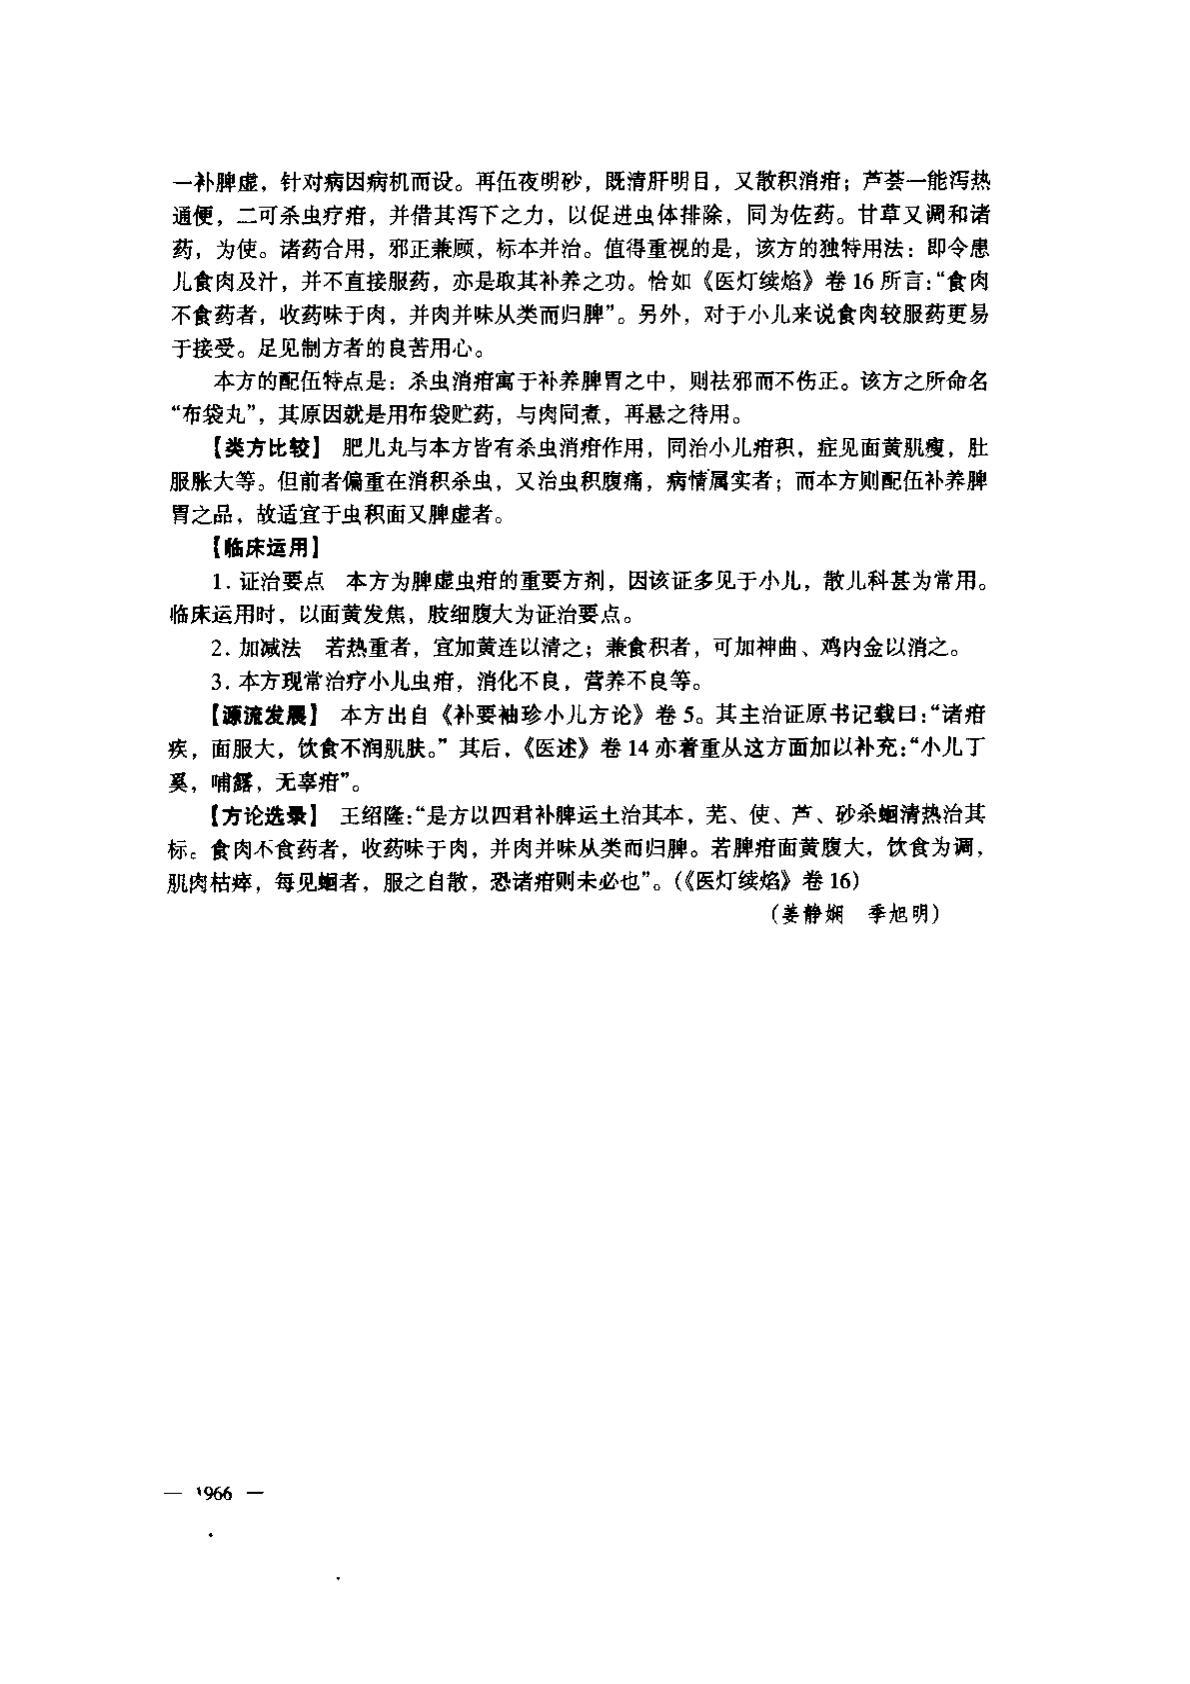 一补脾虚，针对病因病机而设。再伍夜明砂，既清肝明目，又散积消疳；芦荟一能泻热
通便，二可杀虫疗疳，并借其泻下之力，以促进虫体排除，同为佐药。甘草又调和诸
药，为使。诸药合用，邪正兼顾，标本并治。值得重视的是，该方的独特用法：即令患
儿食肉及汁，并不直接服药，亦是取其补养之功。恰如《医灯续焰》卷 16 所言：“食肉
不食药者，收药味于肉，并肉并味从类而归脾”。另外，对于小儿来说食肉较服药更易
于接受。足见制方者的良苦用心。
本方的配伍特点是：杀虫消疳寓于补养脾胃之中，则祛邪而不伤正。该方之所命名
“布袋丸”，其原因就是用布袋贮药，与肉同煮，再悬之待用。
【类方比较】 肥儿丸与本方皆有杀虫消疳作用，同治小儿疳积，症见面黄肌瘦，肚
服胀大等。但前者偏重在消积杀虫，又治虫积腹痛，病情属实者；而本方则配伍补养脾
胃之品，故适宜于虫积面又脾虚者。
【临床运用】
1. 证治要点 本方为脾虚虫疳的重要方剂，因该证多见于小儿，散儿科甚为常用。
临床运用时，以面黄发焦，肢细腹大为证治要点。
2. 加减法 若热重者，宜加黄连以清之；兼食积者，可加神曲、鸡内金以消之。
3. 本方现常治疗小儿虫疳，消化不良，营养不良等。
【源流发展】 本方出自《补要袖珍小儿方论》卷 5。其主治证原书记载曰：“诸疳
疾，面服大，饮食不润肌肤。” 其后，《医述》卷 14 亦着重从这方面加以补充：“小儿丁
奚，哺露，无辜疳”。
【方论选录】 王绍隆：“是方以四君补脾运土治其本，芜、使、芦、砂杀蛔清热治其
标。食肉不食药者，收药味于肉，并肉并味从类而归脾。若脾疳面黄腹大，饮食为调，
肌肉枯瘁，每见蛔者，服之自散，恐诸疳则未必也”。（《医灯续焰》卷 16）
（姜静娴 季旭明）
— 1966 —